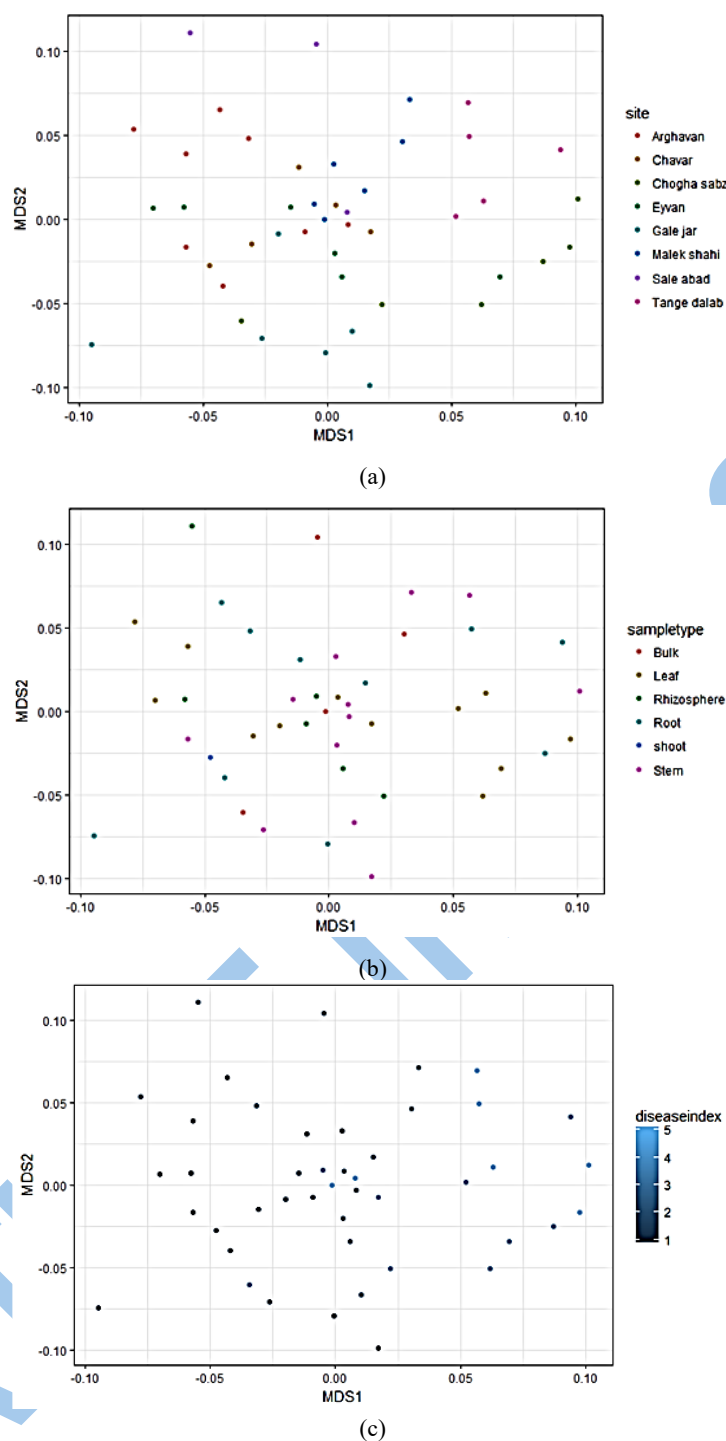 0.10
0.05
0.00
-0.05
-0.10
MDS2
-0.10 -0.05 0.00 0.05 0.10
MDS1
site
Arghavan
Chavar
Chogha sabz
Eyvan
Gale jar
Malek shahi
Sale abad
Tange dalab
(a)
0.10
0.05
0.00
-0.05
-0.10
MDS2
-0.10 -0.05 0.00 0.05 0.10
MDS1
sampletype
Bulk
Leaf
Rhizosphere
Root
shoot
Stem
(b)
0.10
0.05
0.00
-0.05
-0.10
MDS2
-0.10 -0.05 0.00 0.05 0.10
MDS1
diseaseindex
5
4
3
2
1
(c)